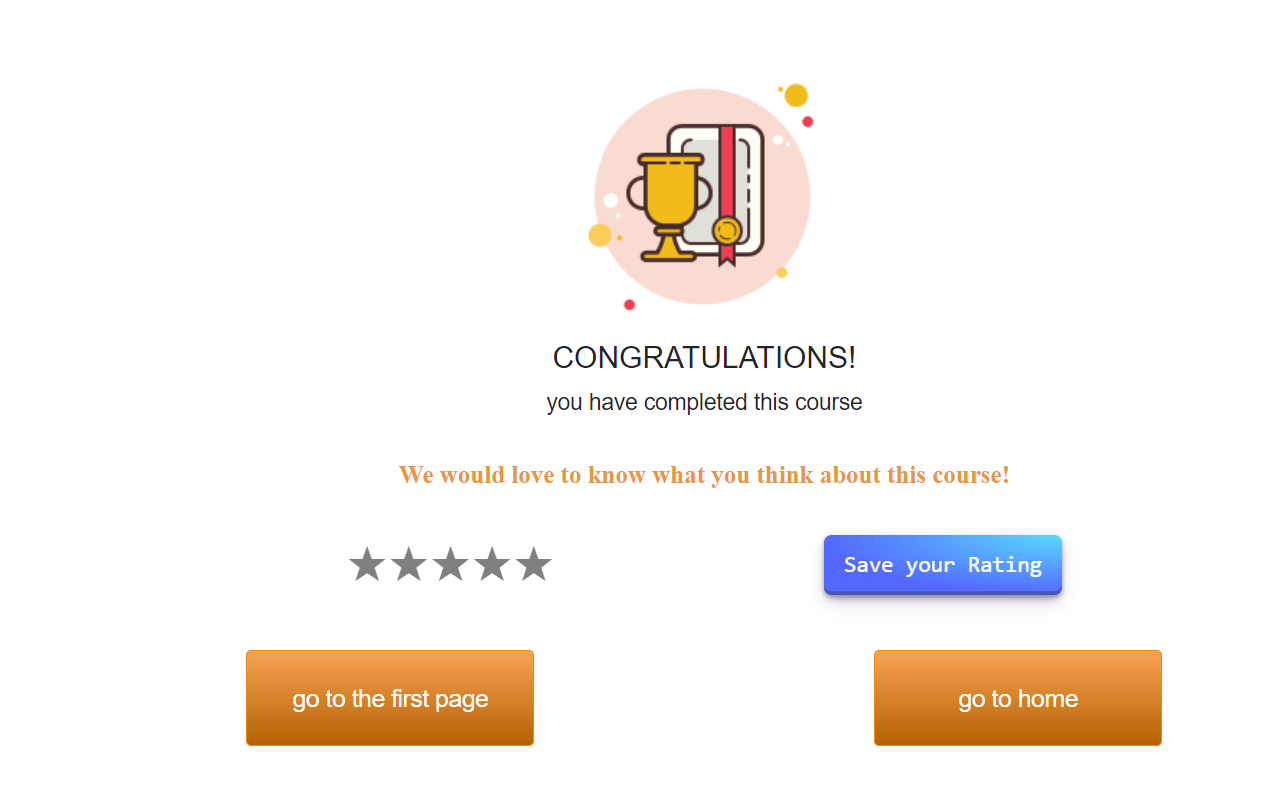 CONGRATULATIONS!
you have completed this course
We would love to know what you think about this course!
Save your Rating
go to the first page
go to home